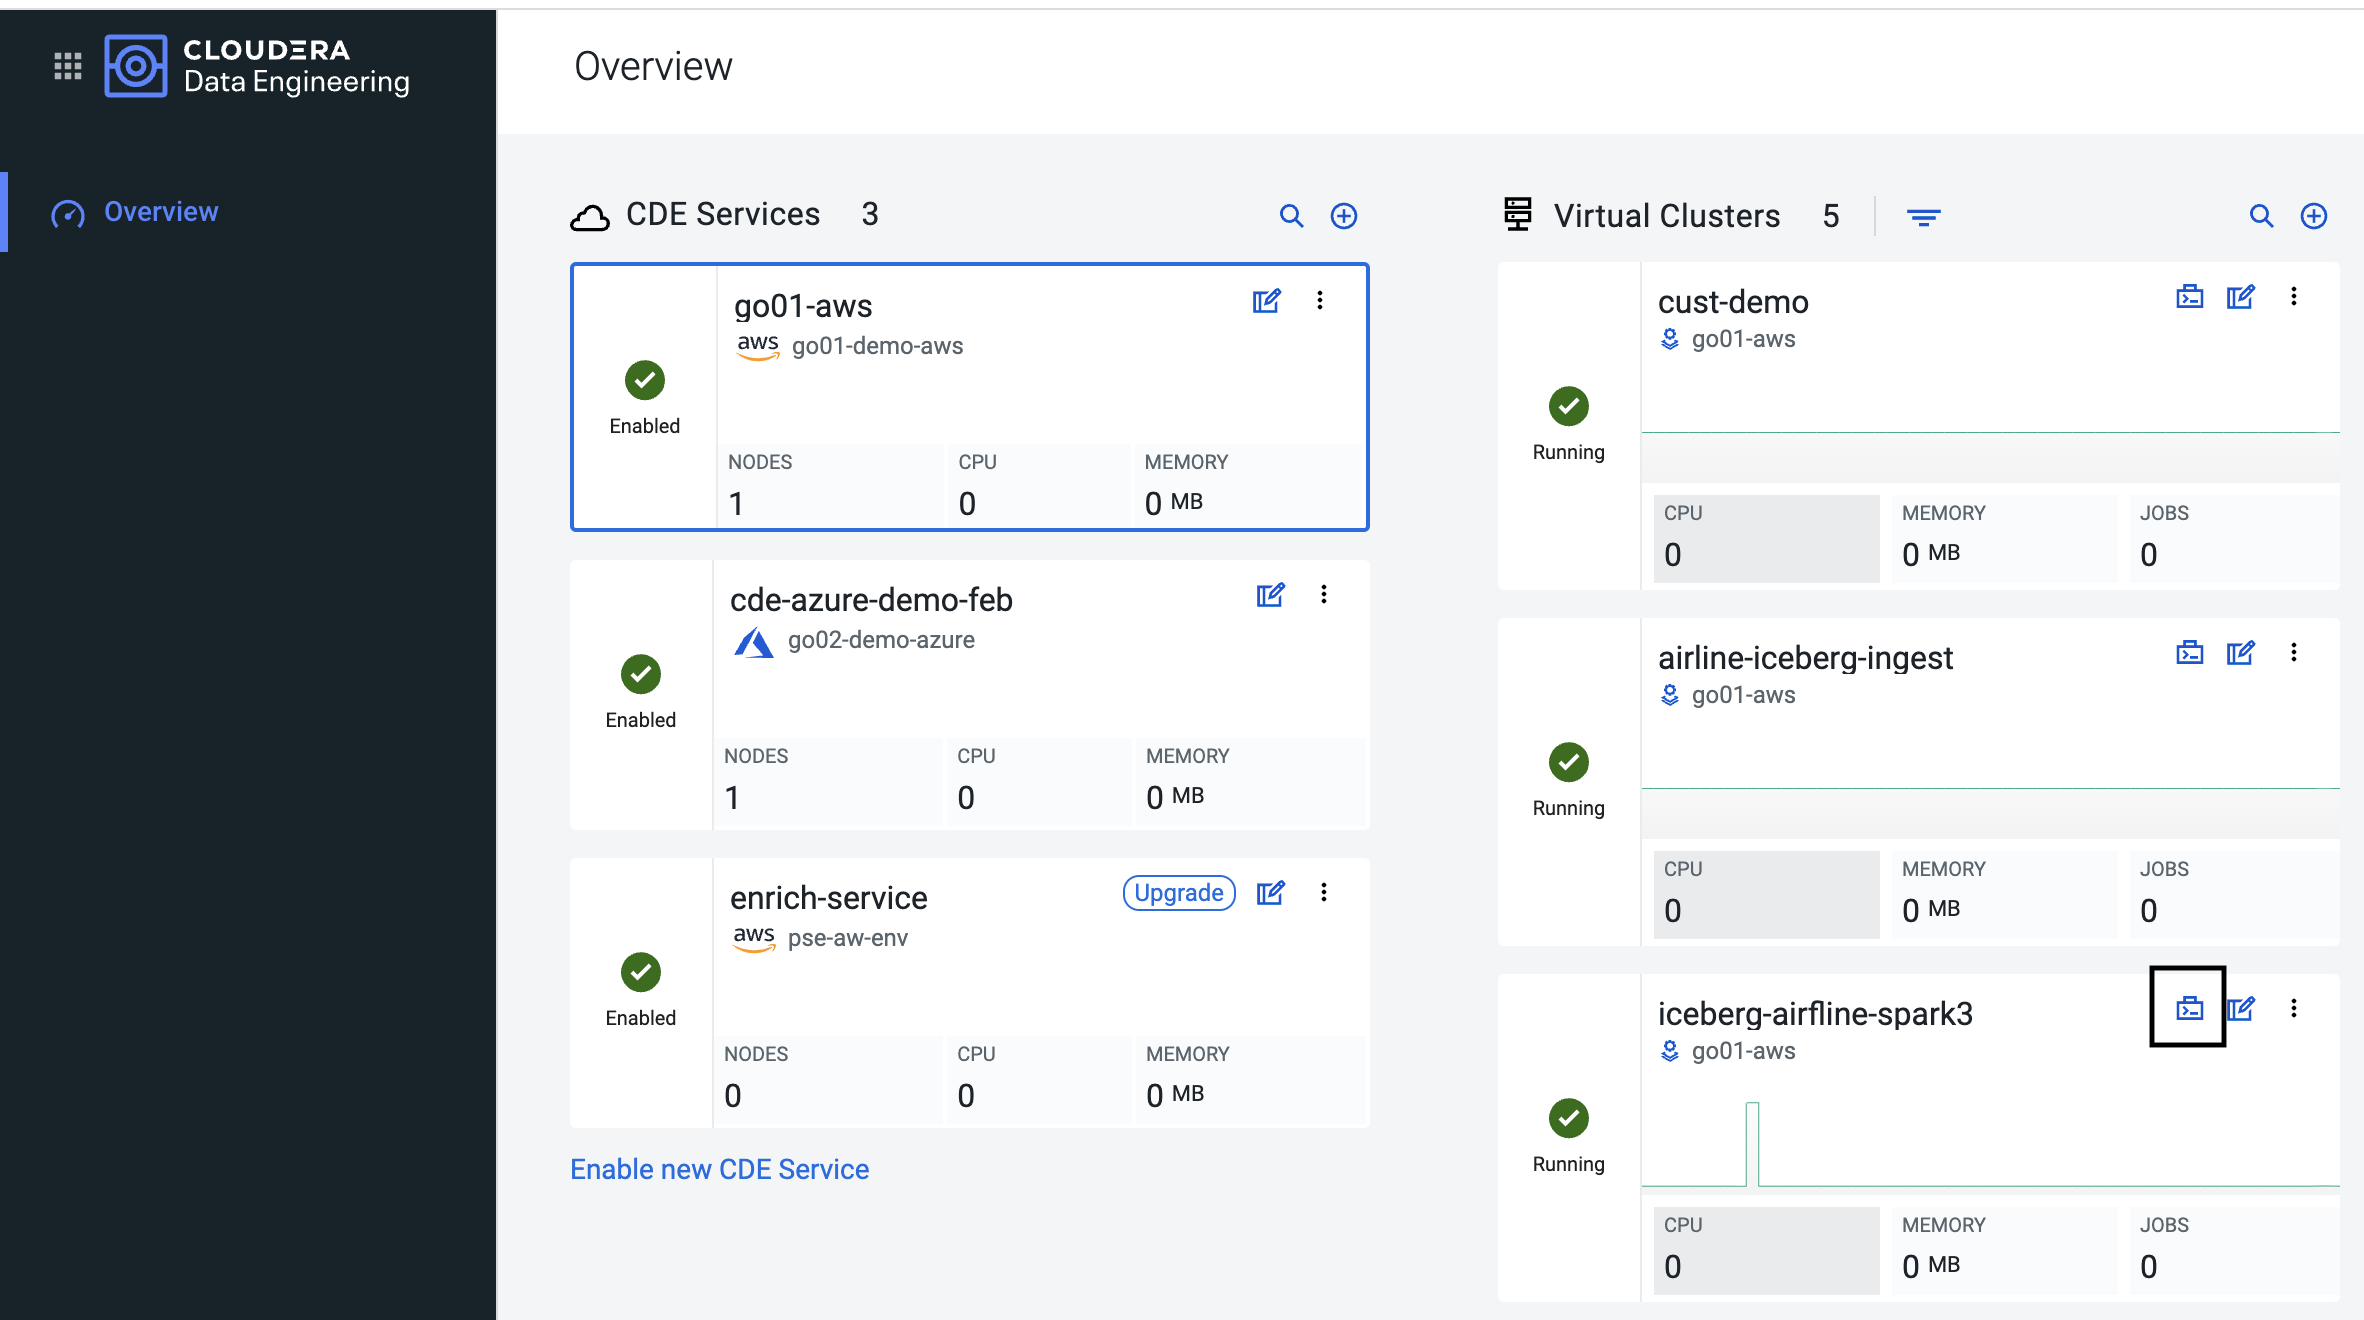 CLOUDERA
Data Engineering
Overview
Overview
CDE Services 3
go01-aws
aws go01-demo-aws
Enabled
NODES CPU MEMORY
1 0 0 MB
cde-azure-demo-feb
go02-demo-azure
Enabled
NODES CPU MEMORY
1 0 0 MB
enrich-service Upgrade
aws pse-aw-env
Enabled
NODES CPU MEMORY
0 0 0 MB
Enable new CDE Service
Virtual Clusters 5
cust-demo
go01-aws
Running
CPU MEMORY JOBS
0 0 MB 0
airline-iceberg-ingest
go01-aws
Running
CPU MEMORY JOBS
0 0 MB 0
iceberg-airfline-spark3
go01-aws
Running
CPU MEMORY JOBS
0 0 MB 0